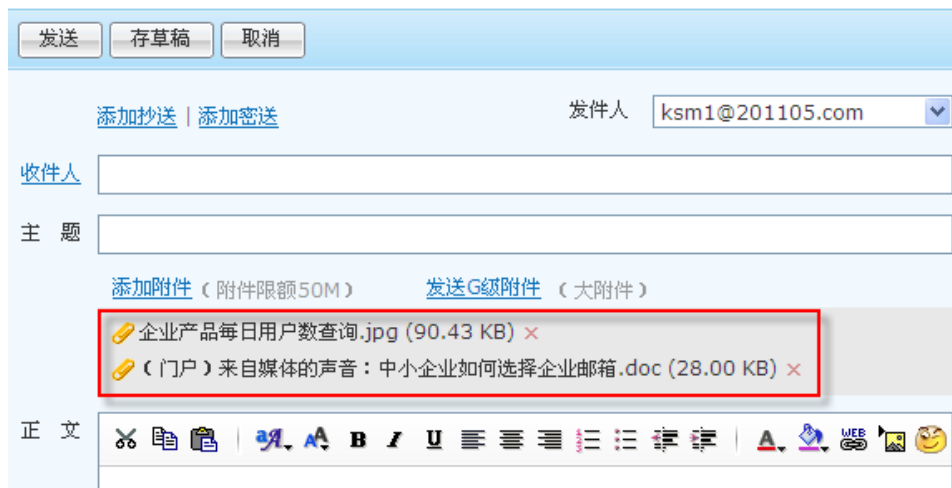 发送 存草稿 取消
添加抄送 | 添加密送 发件人 ksm1@201105.com
收件人
主 题
添加附件 (附件限额50M) 发送G级附件 (大附件)
企业产品每日用户数查询.jpg (90.43 KB) ×
(门户)来自媒体的声音：中小企业如何选择企业邮箱.doc (28.00 KB) ×
正 文 B I U A WEB